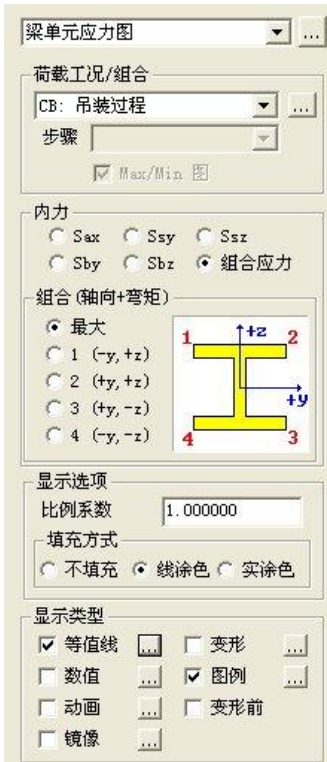 梁单元应力图 ...
荷载工况/组合
CB: 吊装过程 ...
步骤
Max/Min 图
内力
Sax Ssy Ssz
Sby Sbz 组合应力
组合(轴向+弯矩)
最大
1 (-y,+z)
2 (+y,+z)
3 (+y,-z)
4 (-y,-z)
1 +z 2
+y
4 3
显示选项
比例系数 1.000000
填充方式
不填充 线涂色 实涂色
显示类型
等值线 ... 变形 ...
数值 ... 图例 ...
动画 ... 变形前
镜像 ...